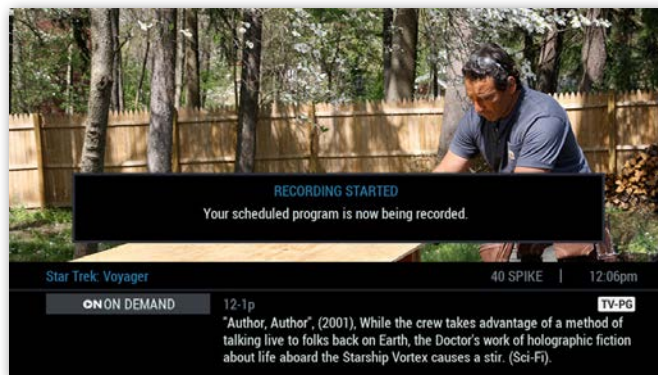 RECORDING STARTED
Your scheduled program is now being recorded.
Star Trek: Voyager 40 SPIKE | 12:06pm
ON ON DEMAND 12-1p TV-PG
"Author, Author", (2001), While the crew takes advantage of a method of
talking live to folks back on Earth, the Doctor's work of holographic fiction
about life aboard the Starship Vortex causes a stir. (Sci-Fi).